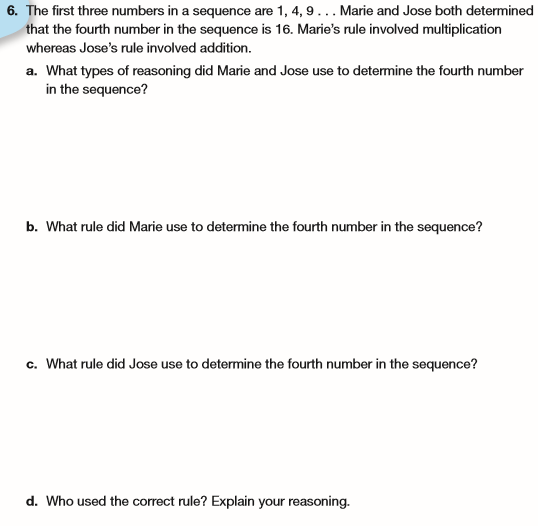 6. The first three numbers in a sequence are 1, 4, 9 . . . Marie and Jose both determined
that the fourth number in the sequence is 16. Marie's rule involved multiplication
whereas Jose's rule involved addition.
a. What types of reasoning did Marie and Jose use to determine the fourth number
in the sequence?
b. What rule did Marie use to determine the fourth number in the sequence?
c. What rule did Jose use to determine the fourth number in the sequence?
d. Who used the correct rule? Explain your reasoning.